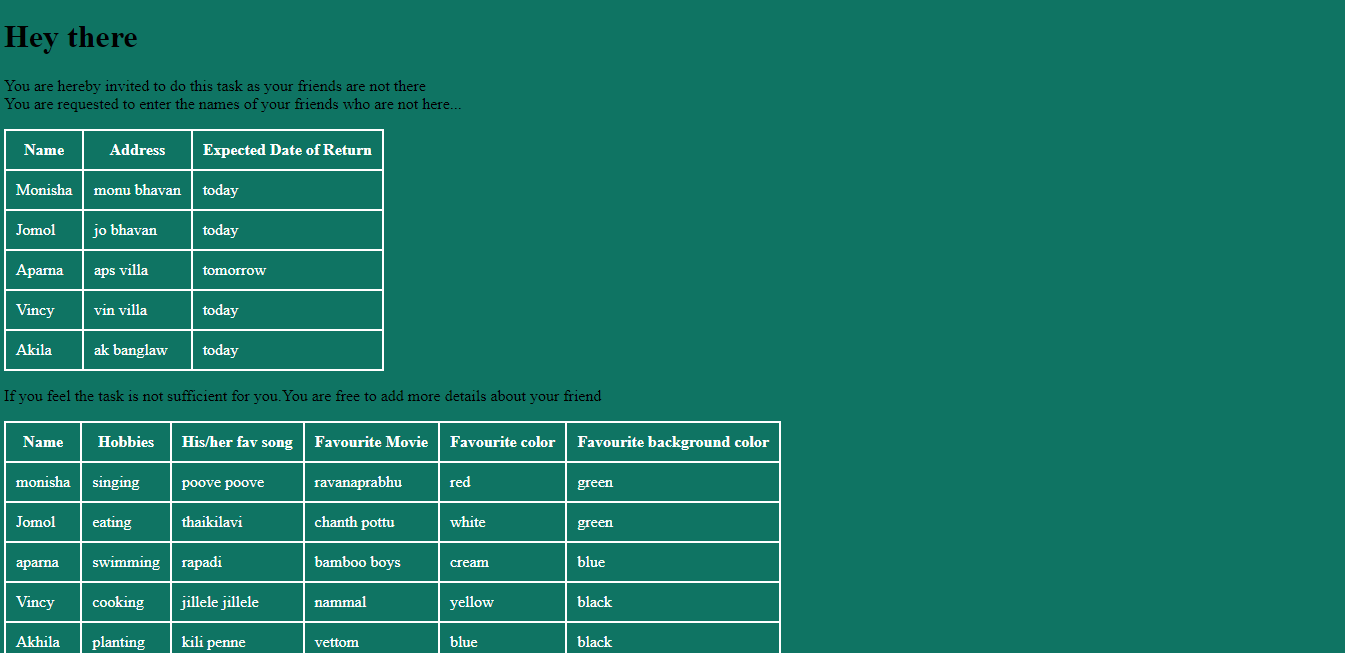 Hey there
You are hereby invited to do this task as your friends are not there
You are requested to enter the names of your friends who are not here...
Name Address Expected Date of Return
Monisha monu bhavan today
Jomol jo bhavan today
Aparna aps villa tomorrow
Vincy vin villa today
Akila ak banglaw today
If you feel the task is not sufficient for you.You are free to add more details about your friend
Name Hobbies His/her fav song Favourite Movie Favourite color Favourite background color
monisha singing poove poove ravanaprabhu red green
Jomol eating thaikilavi chanth pottu white green
aparna swimming rapadi bamboo boys cream blue
Vincy cooking jillele jillele nammal yellow black
Akhila planting kili penne vettom blue black